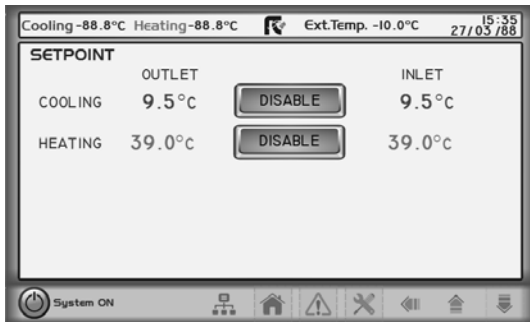 Cooling -88.8°C Heating -88.8°C Ext.Temp. -10.0°C 15:35
27/03/88
SETPOINT
OUTLET INLET
COOLING 9.5°C DISABLE 9.5°C
HEATING 39.0°C DISABLE 39.0°C
System ON